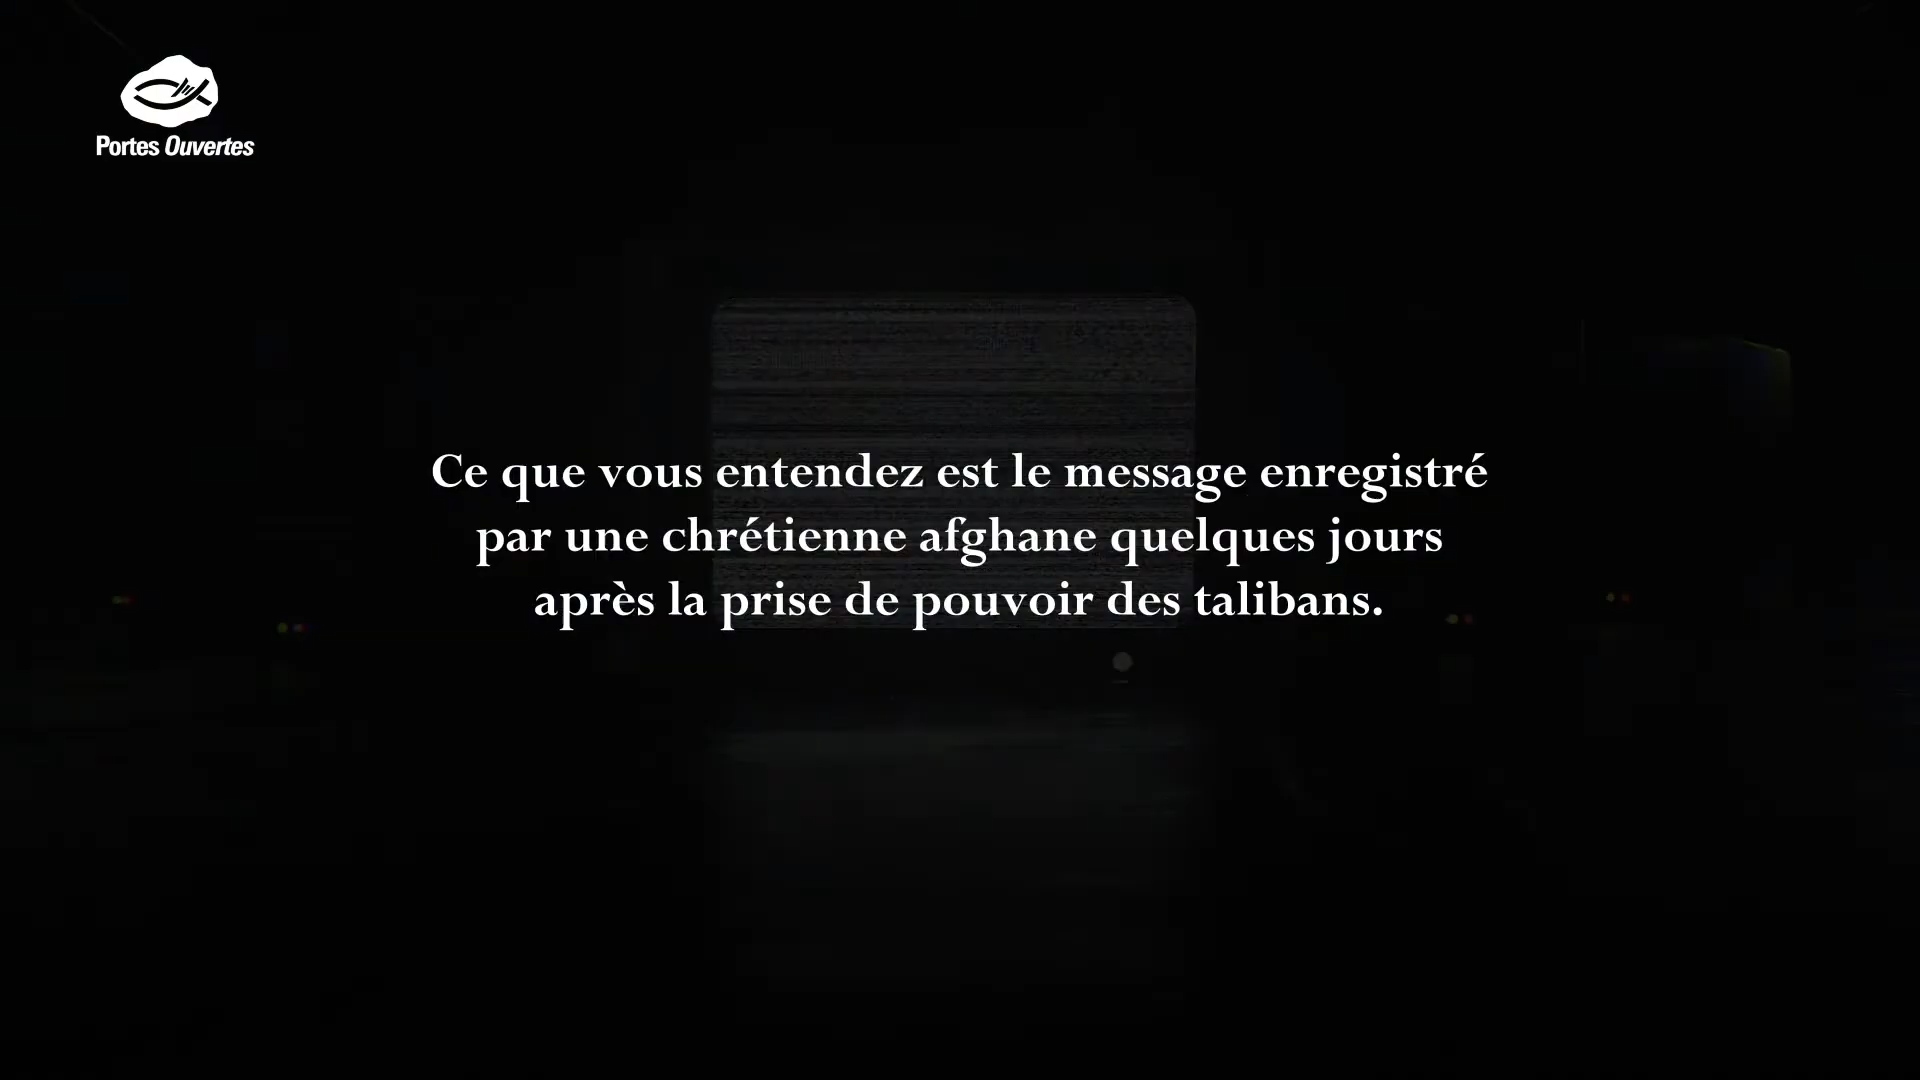 Portes Ouvertes
Ce que vous entendez est le message enregistré
par une chrétienne afghane quelques jours
après la prise de pouvoir des talibans.